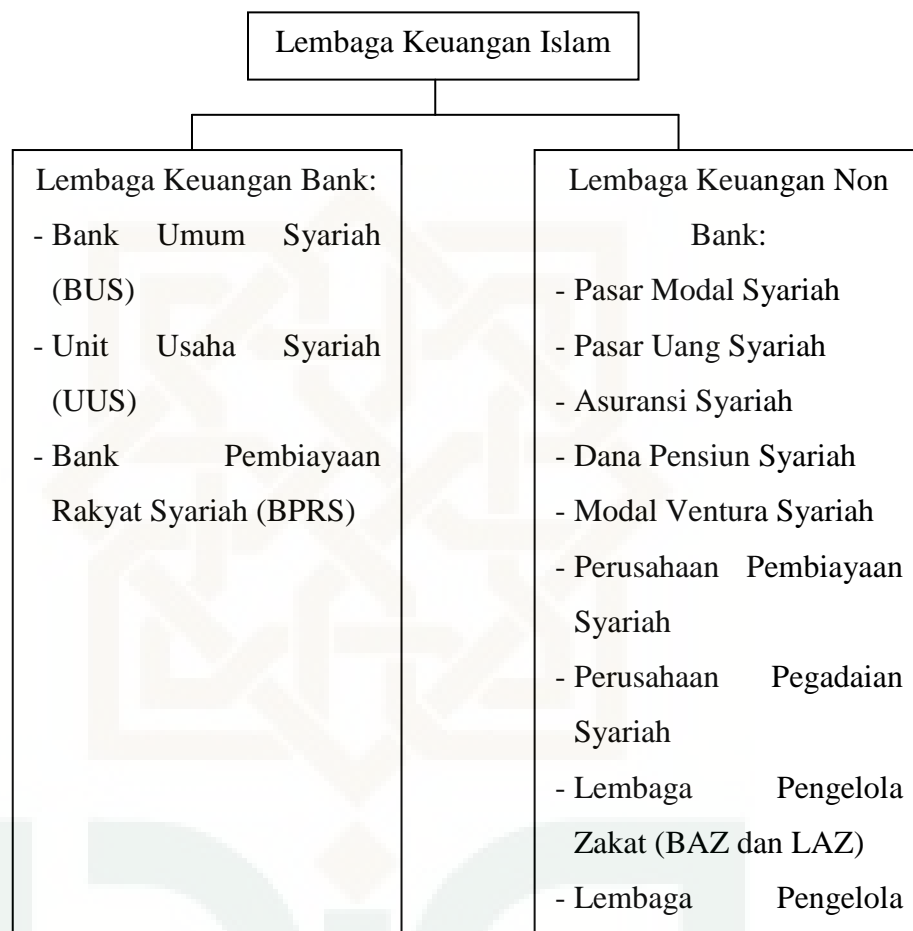 Lembaga Keuangan Islam
Lembaga Keuangan Bank:
- Bank Umum Syariah
(BUS)
- Unit Usaha Syariah
(UUS)
- Bank Pembiayaan
Rakyat Syariah (BPRS)
Lembaga Keuangan Non
Bank:
- Pasar Modal Syariah
- Pasar Uang Syariah
- Asuransi Syariah
- Dana Pensiun Syariah
- Modal Ventura Syariah
- Perusahaan Pembiayaan
Syariah
- Perusahaan Pegadaian
Syariah
- Lembaga Pengelola
Zakat (BAZ dan LAZ)
- Lembaga Pengelola